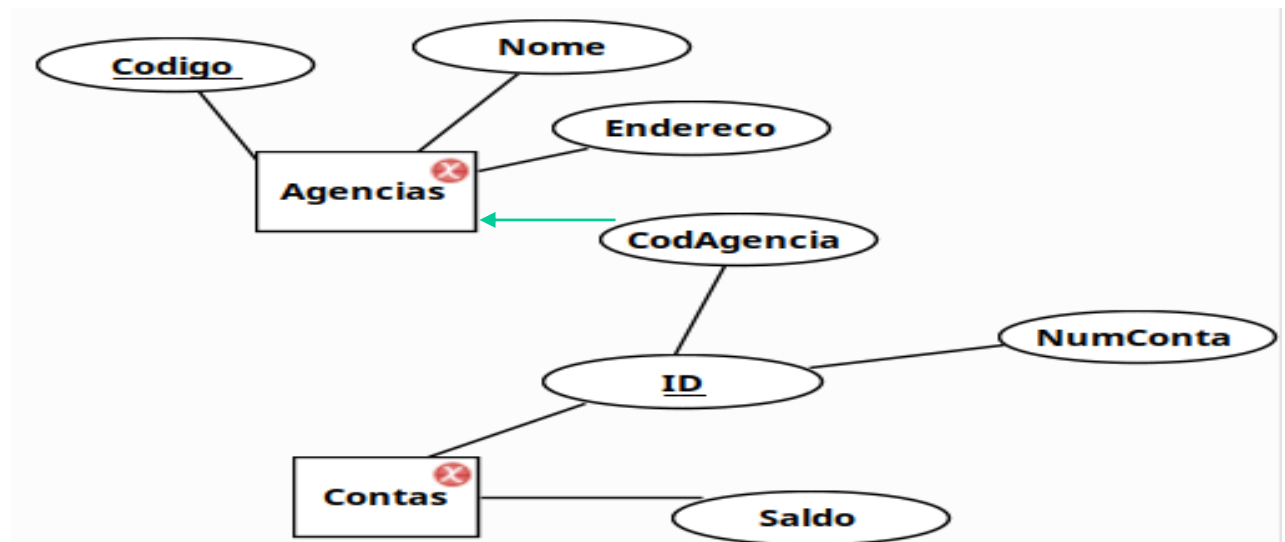 Codigo
Nome
Endereco
Agencias
CodAgencia
NumConta
ID
Contas
Saldo